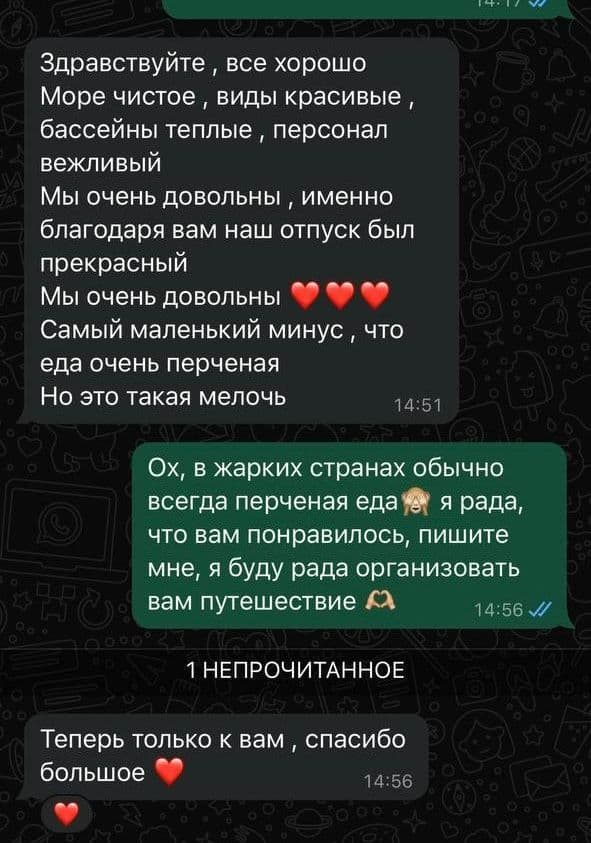 14:17
Здравствуйте , все хорошо
Море чистое , виды красивые ,
бассейны теплые , персонал
вежливый
Мы очень довольны , именно
благодаря вам наш отпуск был
прекрасный
Мы очень довольны ❤️❤️❤️
Самый маленький минус , что
еда очень перченая
Но это такая мелочь
14:51
Ох, в жарких странах обычно
всегда перченая еда🙈 я рада,
что вам понравилось, пишите
мне, я буду рада организовать
вам путешествие 🫶🏼
14:56
1 НЕПРОЧИТАННОЕ
Теперь только к вам , спасибо
большое ❤️
14:56
❤️